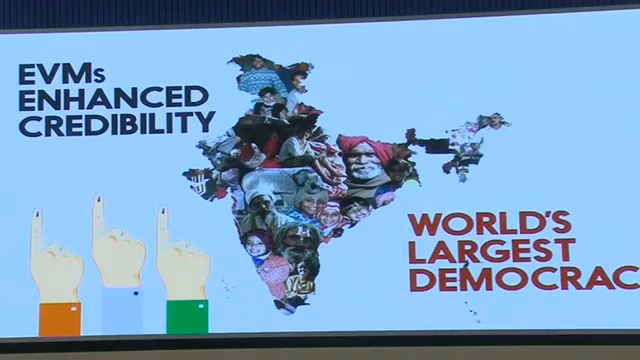 EVMs
ENHANCED
CREDIBILITY
WORLD'S
LARGEST
DEMOCRAC